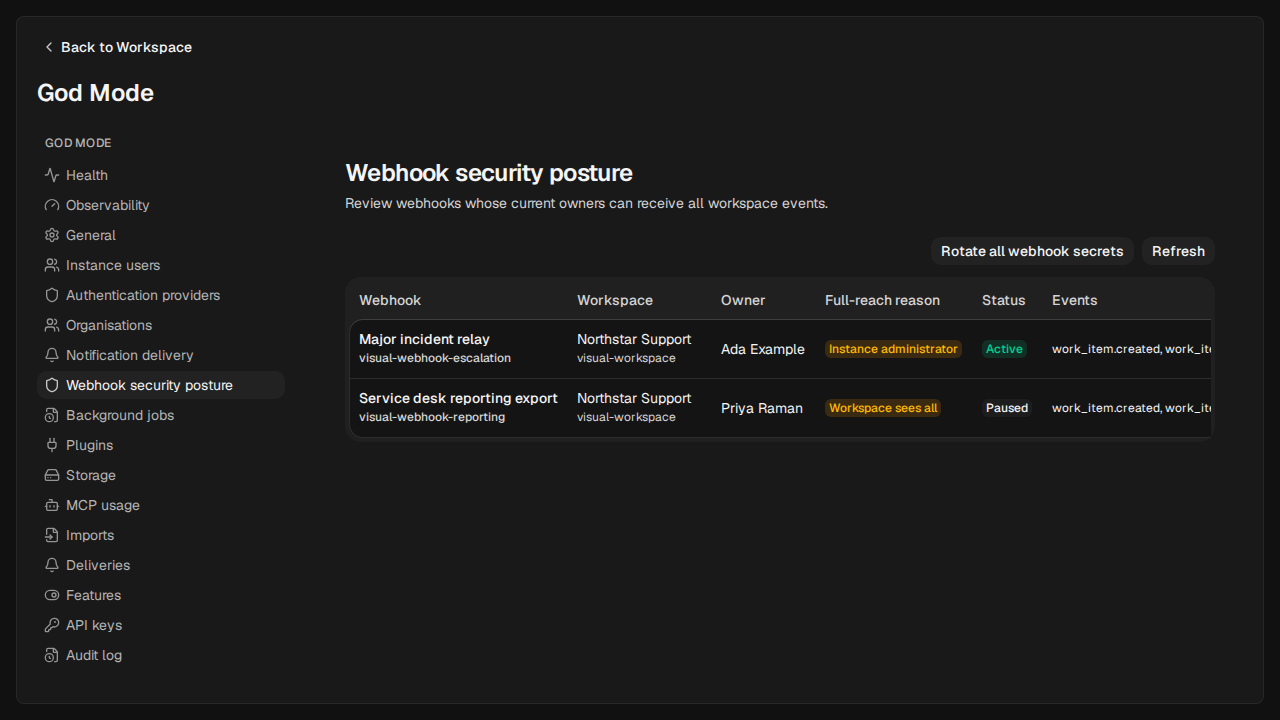 Back to Workspace
God Mode
GOD MODE
Health
Observability
General
Instance users
Authentication providers
Organisations
Notification delivery
Webhook security posture
Background jobs
Plugins
Storage
MCP usage
Imports
Deliveries
Features
API keys
Audit log
Webhook security posture
Review webhooks whose current owners can receive all workspace events.
Rotate all webhook secrets Refresh
Webhook Workspace Owner Full-reach reason Status Events
Major incident relay Northstar Support Ada Example Instance administrator Active work_item.created,
visual-webhook-escalation visual-workspace
Service desk reporting export Northstar Support Priya Raman Workspace sees all Paused work_item.created,
visual-webhook-reporting visual-workspace